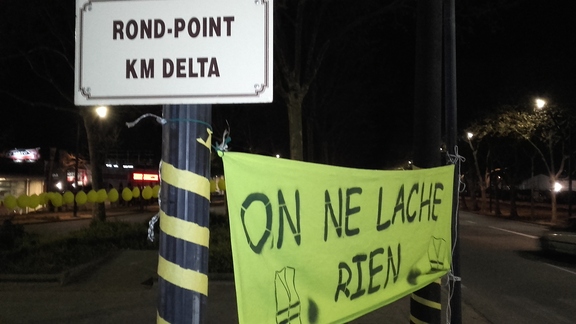 ROND-POINT
KM DELTA
ON NE LACHE
RIEN